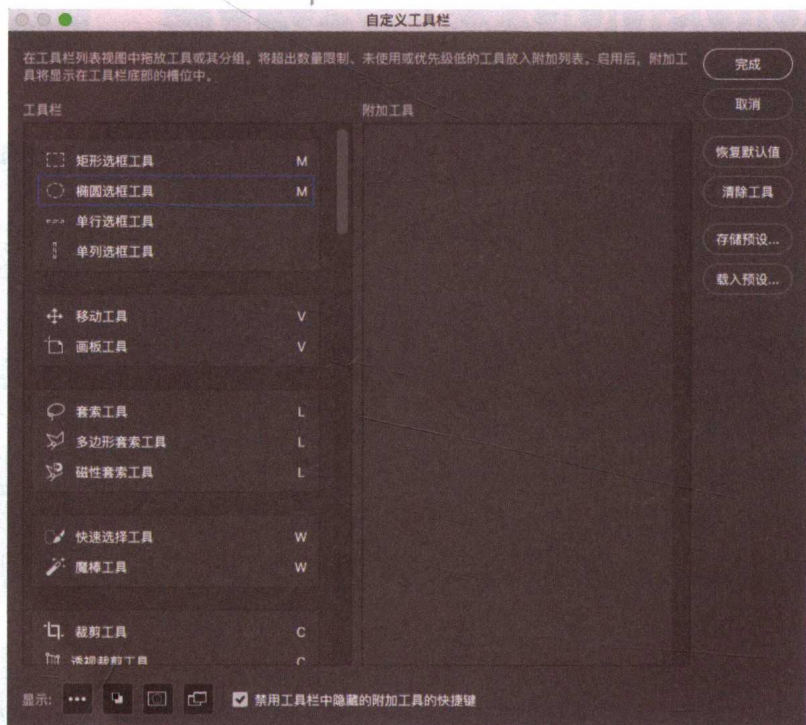 自定义工具栏
在工具栏列表视图中拖放工具或其分组。将超出数量限制、未使用或优先级低的工具放入附加列表。启用后，附加工
具将显示在工具栏底部的槽位中。
完成
取消
恢复默认值
清除工具
存储预设...
载入预设...
工具栏
附加工具
矩形选框工具 M
椭圆选框工具 M
单行选框工具
单列选框工具
移动工具 V
画板工具 V
套索工具 L
多边形套索工具 L
磁性套索工具 L
快速选择工具 W
魔棒工具 W
裁剪工具 C
透视裁剪工具 C
显示:
禁用工具栏中隐藏的附加工具的快捷键